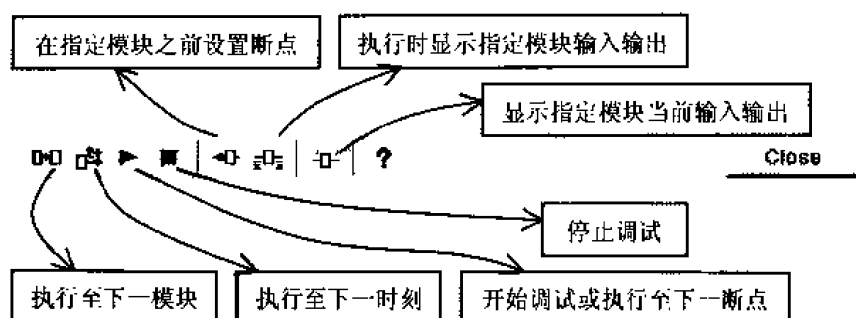 在指定模块之前设置断点
执行时显示指定模块输入输出
显示指定模块当前输入输出
?
Close
停止调试
执行至下一模块
执行至下一时刻
开始调试或执行至下一断点